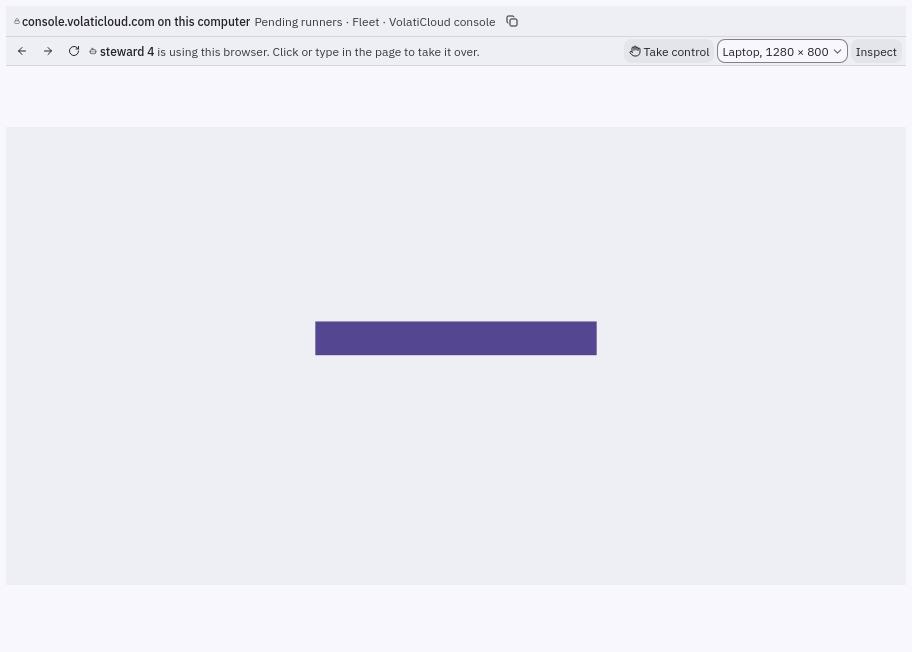 console.volaticloud.com on this computer Pending runners · Fleet · VolatiCloud console
steward 4 is using this browser. Click or type in the page to take it over. Take control Laptop, 1280 × 800 Inspect